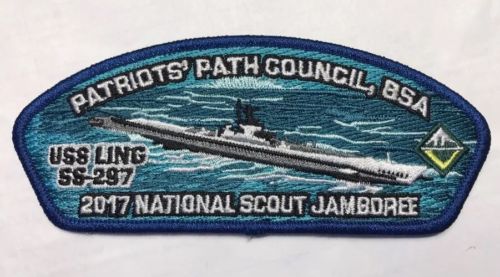 PATRIOTS' PATH COUNCIL, BSA
USS LING
SS-297
2017 NATIONAL SCOUT JAMBOREE